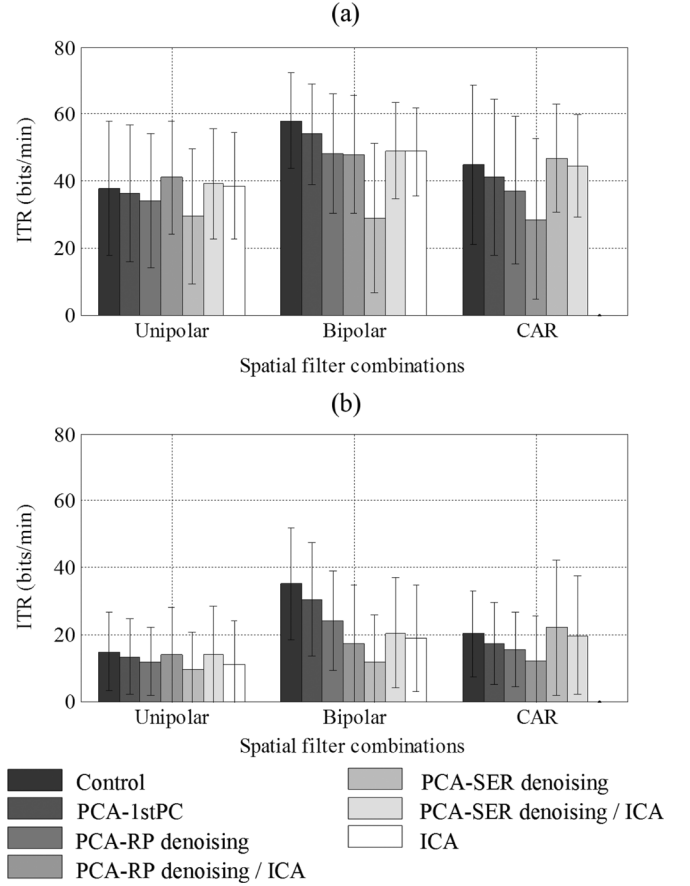 (a)
80
60
40
20
0
ITR (bits/min)
Unipolar Bipolar CAR
Spatial filter combinations
(b)
80
60
40
20
0
ITR (bits/min)
Unipolar Bipolar CAR
Spatial filter combinations
Control
PCA-1stPC
PCA-RP denoising
PCA-RP denoising / ICA
PCA-SER denoising
PCA-SER denoising / ICA
ICA